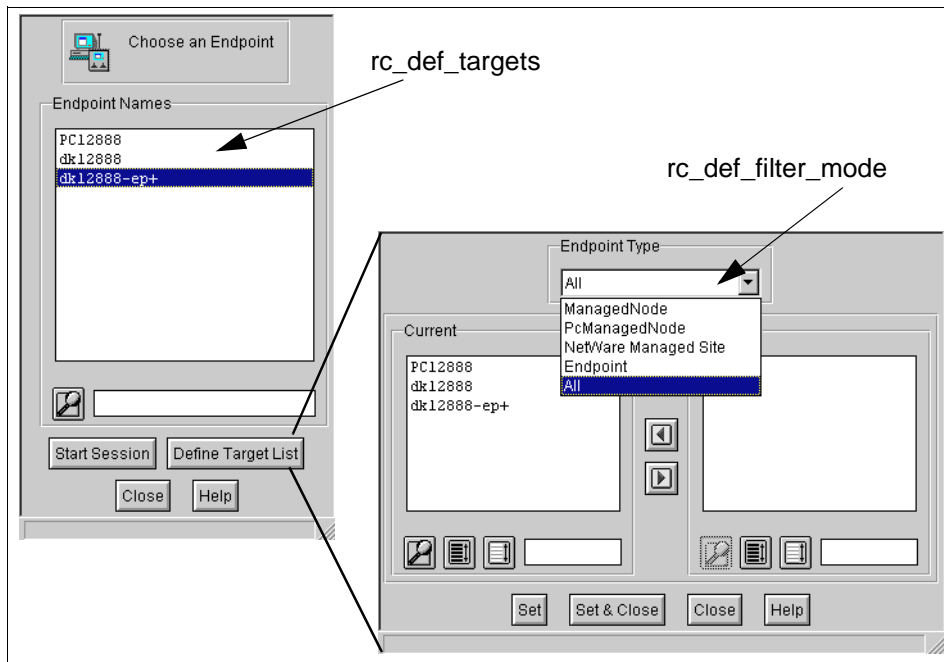 Choose an Endpoint
rc_def_targets
Endpoint Names
PC12888
dk12888
dk12888-ep+
Start Session
Define Target List
Close
Help
rc_def_filter_mode
Endpoint Type
All
ManagedNode
PcManagedNode
NetWare Managed Site
Endpoint
All
Current
PC12888
dk12888
dk12888-ep+
Set
Set & Close
Close
Help